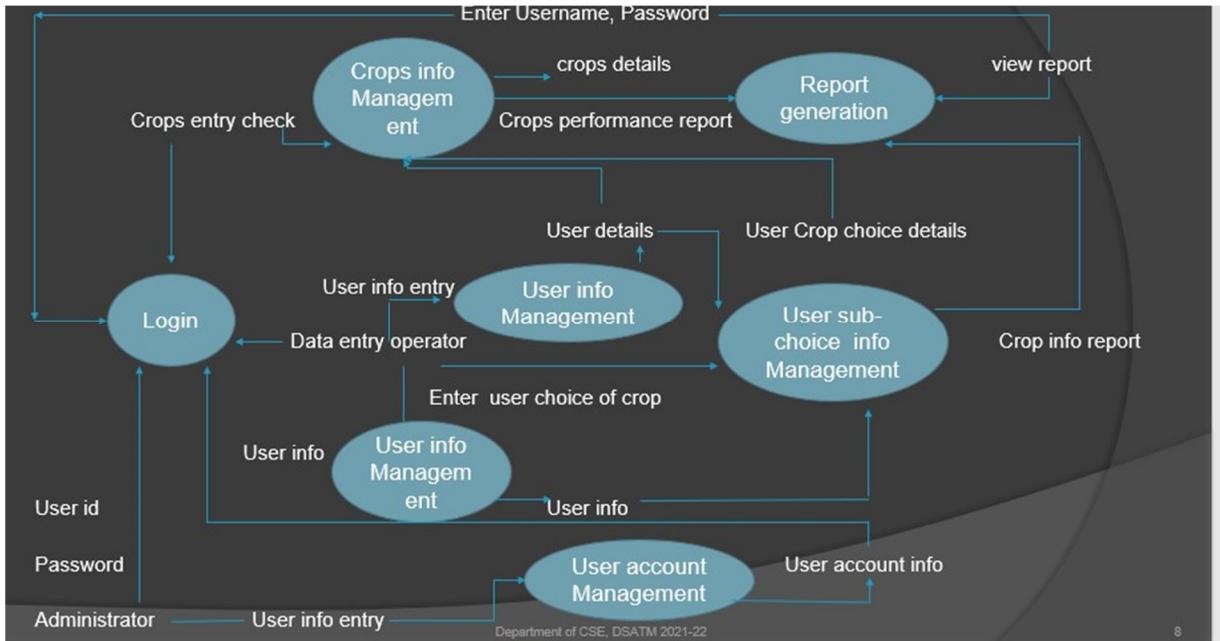 Enter Username, Password
Crops info
Managem
ent
crops details
Report
generation
view report
Crops entry check
Crops performance report
User details
User Crop choice details
User info entry
User info
Management
Login
Data entry operator
User sub-
choice info
Management
Crop info report
Enter user choice of crop
User info
User info
Managem
ent
User id
User info
Password
User account
Management
User account info
Administrator
User info entry
Department of CSE, DSATM 2021-22
8